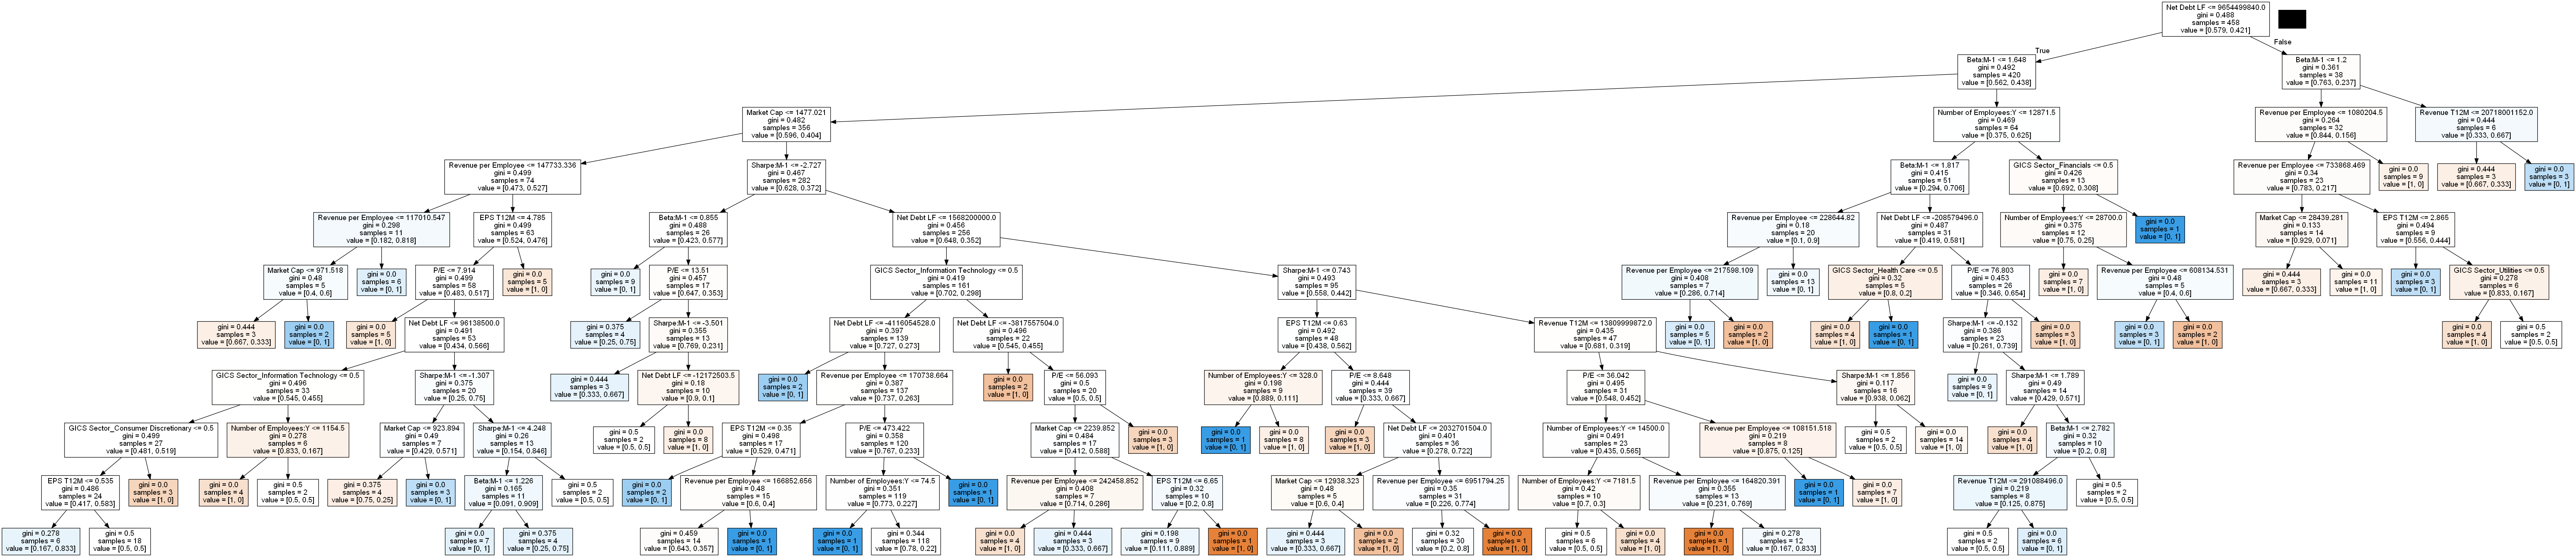 Net Debt LF <= 9654499840.0
gini = 0.488
samples = 458
value = [0.579, 0.421]
True
False
Beta:M-1 <= 1.648
gini = 0.492
samples = 420
value = [0.562, 0.438]
Beta:M-1 <= 1.2
gini = 0.361
samples = 38
value = [0.763, 0.237]
Market Cap <= 1477.021
gini = 0.482
samples = 356
value = [0.596, 0.404]
Number of Employees:Y <= 12871.5
gini = 0.469
samples = 64
value = [0.375, 0.625]
Revenue per Employee <= 1080204.5
gini = 0.264
samples = 32
value = [0.844, 0.156]
Revenue T12M <= 20718001152.0
gini = 0.444
samples = 6
value = [0.333, 0.667]
Revenue per Employee <= 147733.336
gini = 0.499
samples = 74
value = [0.473, 0.527]
Sharpe:M-1 <= -2.727
gini = 0.467
samples = 282
value = [0.628, 0.372]
Beta:M-1 <= 1.817
gini = 0.415
samples = 51
value = [0.294, 0.706]
GICS Sector_Financials <= 0.5
gini = 0.426
samples = 13
value = [0.692, 0.308]
Revenue per Employee <= 733868.469
gini = 0.34
samples = 23
value = [0.783, 0.217]
gini = 0.0
samples = 9
value = [1, 0]
gini = 0.444
samples = 3
value = [0.667, 0.333]
gini = 0.0
samples = 3
value = [0, 1]
Revenue per Employee <= 117010.547
gini = 0.298
samples = 11
value = [0.182, 0.818]
EPS T12M <= 4.785
gini = 0.499
samples = 63
value = [0.524, 0.476]
Beta:M-1 <= 0.855
gini = 0.488
samples = 26
value = [0.423, 0.577]
Net Debt LF <= 1568200000.0
gini = 0.456
samples = 256
value = [0.648, 0.352]
Revenue per Employee <= 228644.82
gini = 0.18
samples = 20
value = [0.1, 0.9]
Net Debt LF <= -208579496.0
gini = 0.487
samples = 31
value = [0.419, 0.581]
Number of Employees:Y <= 28700.0
gini = 0.375
samples = 12
value = [0.75, 0.25]
gini = 0.0
samples = 1
value = [0, 1]
Market Cap <= 28439.281
gini = 0.133
samples = 14
value = [0.929, 0.071]
EPS T12M <= 2.865
gini = 0.494
samples = 9
value = [0.556, 0.444]
Market Cap <= 971.518
gini = 0.48
samples = 5
value = [0.4, 0.6]
gini = 0.0
samples = 6
value = [0, 1]
P/E <= 7.914
gini = 0.499
samples = 58
value = [0.483, 0.517]
gini = 0.0
samples = 5
value = [1, 0]
gini = 0.0
samples = 9
value = [0, 1]
P/E <= 13.51
gini = 0.457
samples = 17
value = [0.647, 0.353]
GICS Sector_Information Technology <= 0.5
gini = 0.419
samples = 161
value = [0.702, 0.298]
Sharpe:M-1 <= 0.743
gini = 0.493
samples = 95
value = [0.558, 0.442]
Revenue per Employee <= 217598.109
gini = 0.408
samples = 7
value = [0.286, 0.714]
gini = 0.0
samples = 13
value = [0, 1]
GICS Sector_Health Care <= 0.5
gini = 0.32
samples = 5
value = [0.8, 0.2]
P/E <= 76.803
gini = 0.453
samples = 26
value = [0.346, 0.654]
gini = 0.0
samples = 7
value = [1, 0]
Revenue per Employee <= 608134.531
gini = 0.48
samples = 5
value = [0.4, 0.6]
gini = 0.444
samples = 3
value = [0.667, 0.333]
gini = 0.0
samples = 11
value = [1, 0]
gini = 0.0
samples = 3
value = [0, 1]
GICS Sector_Utilities <= 0.5
gini = 0.278
samples = 6
value = [0.833, 0.167]
gini = 0.444
samples = 3
value = [0.667, 0.333]
gini = 0.0
samples = 2
value = [0, 1]
gini = 0.0
samples = 5
value = [1, 0]
Net Debt LF <= 96138500.0
gini = 0.491
samples = 53
value = [0.434, 0.566]
gini = 0.375
samples = 4
value = [0.25, 0.75]
Sharpe:M-1 <= -3.501
gini = 0.355
samples = 13
value = [0.769, 0.231]
Net Debt LF <= -4116054528.0
gini = 0.397
samples = 139
value = [0.727, 0.273]
Net Debt LF <= -3817557504.0
gini = 0.496
samples = 22
value = [0.545, 0.455]
EPS T12M <= 0.63
gini = 0.492
samples = 48
value = [0.438, 0.562]
Revenue T12M <= 13809999872.0
gini = 0.435
samples = 47
value = [0.681, 0.319]
gini = 0.0
samples = 5
value = [0, 1]
gini = 0.0
samples = 2
value = [1, 0]
gini = 0.0
samples = 4
value = [1, 0]
gini = 0.0
samples = 1
value = [0, 1]
Sharpe:M-1 <= -0.132
gini = 0.386
samples = 23
value = [0.261, 0.739]
gini = 0.0
samples = 3
value = [1, 0]
gini = 0.0
samples = 3
value = [0, 1]
gini = 0.0
samples = 2
value = [1, 0]
gini = 0.0
samples = 4
value = [1, 0]
gini = 0.5
samples = 2
value = [0.5, 0.5]
GICS Sector_Information Technology <= 0.5
gini = 0.496
samples = 33
value = [0.545, 0.455]
Sharpe:M-1 <= -1.307
gini = 0.375
samples = 20
value = [0.25, 0.75]
gini = 0.444
samples = 3
value = [0.333, 0.667]
Net Debt LF <= -12172503.5
gini = 0.18
samples = 10
value = [0.9, 0.1]
gini = 0.0
samples = 2
value = [0, 1]
Revenue per Employee <= 170738.664
gini = 0.387
samples = 137
value = [0.737, 0.263]
gini = 0.0
samples = 2
value = [1, 0]
P/E <= 56.093
gini = 0.5
samples = 20
value = [0.5, 0.5]
Number of Employees:Y <= 328.0
gini = 0.198
samples = 9
value = [0.889, 0.111]
P/E <= 8.648
gini = 0.444
samples = 39
value = [0.333, 0.667]
P/E <= 36.042
gini = 0.495
samples = 31
value = [0.548, 0.452]
Sharpe:M-1 <= 1.856
gini = 0.117
samples = 16
value = [0.938, 0.062]
gini = 0.0
samples = 9
value = [0, 1]
Sharpe:M-1 <= 1.789
gini = 0.49
samples = 14
value = [0.429, 0.571]
GICS Sector_Consumer Discretionary <= 0.5
gini = 0.499
samples = 27
value = [0.481, 0.519]
Number of Employees:Y <= 1154.5
gini = 0.278
samples = 6
value = [0.833, 0.167]
Market Cap <= 923.894
gini = 0.49
samples = 7
value = [0.429, 0.571]
Sharpe:M-1 <= 4.248
gini = 0.26
samples = 13
value = [0.154, 0.846]
gini = 0.5
samples = 2
value = [0.5, 0.5]
gini = 0.0
samples = 8
value = [1, 0]
EPS T12M <= 0.35
gini = 0.498
samples = 17
value = [0.529, 0.471]
P/E <= 473.422
gini = 0.358
samples = 120
value = [0.767, 0.233]
Market Cap <= 2239.852
gini = 0.484
samples = 17
value = [0.412, 0.588]
gini = 0.0
samples = 3
value = [1, 0]
gini = 0.0
samples = 1
value = [0, 1]
gini = 0.0
samples = 8
value = [1, 0]
gini = 0.0
samples = 3
value = [1, 0]
Net Debt LF <= 2032701504.0
gini = 0.401
samples = 36
value = [0.278, 0.722]
Number of Employees:Y <= 14500.0
gini = 0.491
samples = 23
value = [0.435, 0.565]
Revenue per Employee <= 108151.518
gini = 0.219
samples = 8
value = [0.875, 0.125]
gini = 0.5
samples = 2
value = [0.5, 0.5]
gini = 0.0
samples = 14
value = [1, 0]
gini = 0.0
samples = 4
value = [1, 0]
Beta:M-1 <= 2.782
gini = 0.32
samples = 10
value = [0.2, 0.8]
EPS T12M <= 0.535
gini = 0.486
samples = 24
value = [0.417, 0.583]
gini = 0.0
samples = 3
value = [1, 0]
gini = 0.0
samples = 4
value = [1, 0]
gini = 0.5
samples = 2
value = [0.5, 0.5]
gini = 0.375
samples = 4
value = [0.75, 0.25]
gini = 0.0
samples = 3
value = [0, 1]
Beta:M-1 <= 1.226
gini = 0.165
samples = 11
value = [0.091, 0.909]
gini = 0.5
samples = 2
value = [0.5, 0.5]
gini = 0.0
samples = 2
value = [0, 1]
Revenue per Employee <= 166852.656
gini = 0.48
samples = 15
value = [0.6, 0.4]
Number of Employees:Y <= 74.5
gini = 0.351
samples = 119
value = [0.773, 0.227]
gini = 0.0
samples = 1
value = [0, 1]
Revenue per Employee <= 242458.852
gini = 0.408
samples = 7
value = [0.714, 0.286]
EPS T12M <= 6.65
gini = 0.32
samples = 10
value = [0.2, 0.8]
Market Cap <= 12938.323
gini = 0.48
samples = 5
value = [0.6, 0.4]
Revenue per Employee <= 6951794.25
gini = 0.35
samples = 31
value = [0.226, 0.774]
Number of Employees:Y <= 7181.5
gini = 0.42
samples = 10
value = [0.7, 0.3]
Revenue per Employee <= 164820.391
gini = 0.355
samples = 13
value = [0.231, 0.769]
gini = 0.0
samples = 1
value = [0, 1]
gini = 0.0
samples = 7
value = [1, 0]
Revenue T12M <= 291088496.0
gini = 0.219
samples = 8
value = [0.125, 0.875]
gini = 0.5
samples = 2
value = [0.5, 0.5]
gini = 0.278
samples = 6
value = [0.167, 0.833]
gini = 0.5
samples = 18
value = [0.5, 0.5]
gini = 0.0
samples = 7
value = [0, 1]
gini = 0.375
samples = 4
value = [0.25, 0.75]
gini = 0.459
samples = 14
value = [0.643, 0.357]
gini = 0.0
samples = 1
value = [0, 1]
gini = 0.0
samples = 1
value = [0, 1]
gini = 0.344
samples = 118
value = [0.78, 0.22]
gini = 0.0
samples = 4
value = [1, 0]
gini = 0.444
samples = 3
value = [0.333, 0.667]
gini = 0.198
samples = 9
value = [0.111, 0.889]
gini = 0.0
samples = 1
value = [1, 0]
gini = 0.444
samples = 3
value = [0.333, 0.667]
gini = 0.0
samples = 2
value = [1, 0]
gini = 0.32
samples = 30
value = [0.2, 0.8]
gini = 0.0
samples = 1
value = [1, 0]
gini = 0.5
samples = 6
value = [0.5, 0.5]
gini = 0.0
samples = 4
value = [1, 0]
gini = 0.0
samples = 1
value = [1, 0]
gini = 0.278
samples = 12
value = [0.167, 0.833]
gini = 0.5
samples = 2
value = [0.5, 0.5]
gini = 0.0
samples = 6
value = [0, 1]